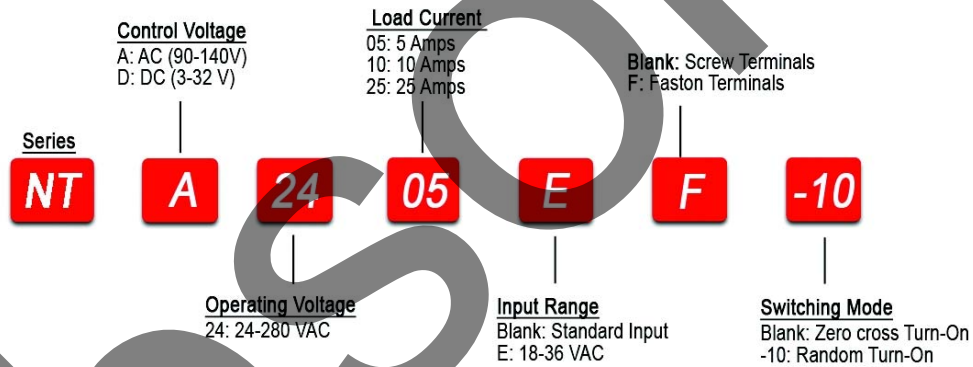 Control Voltage
A: AC (90-140V)
D: DC (3-32 V)
Load Current
05: 5 Amps
10: 10 Amps
25: 25 Amps
Blank: Screw Terminals
F: Faston Terminals
Series
NT A 24 05 E F -10
Operating Voltage
24: 24-280 VAC
Input Range
Blank: Standard Input
E: 18-36 VAC
Switching Mode
Blank: Zero cross Turn-On
-10: Random Turn-On